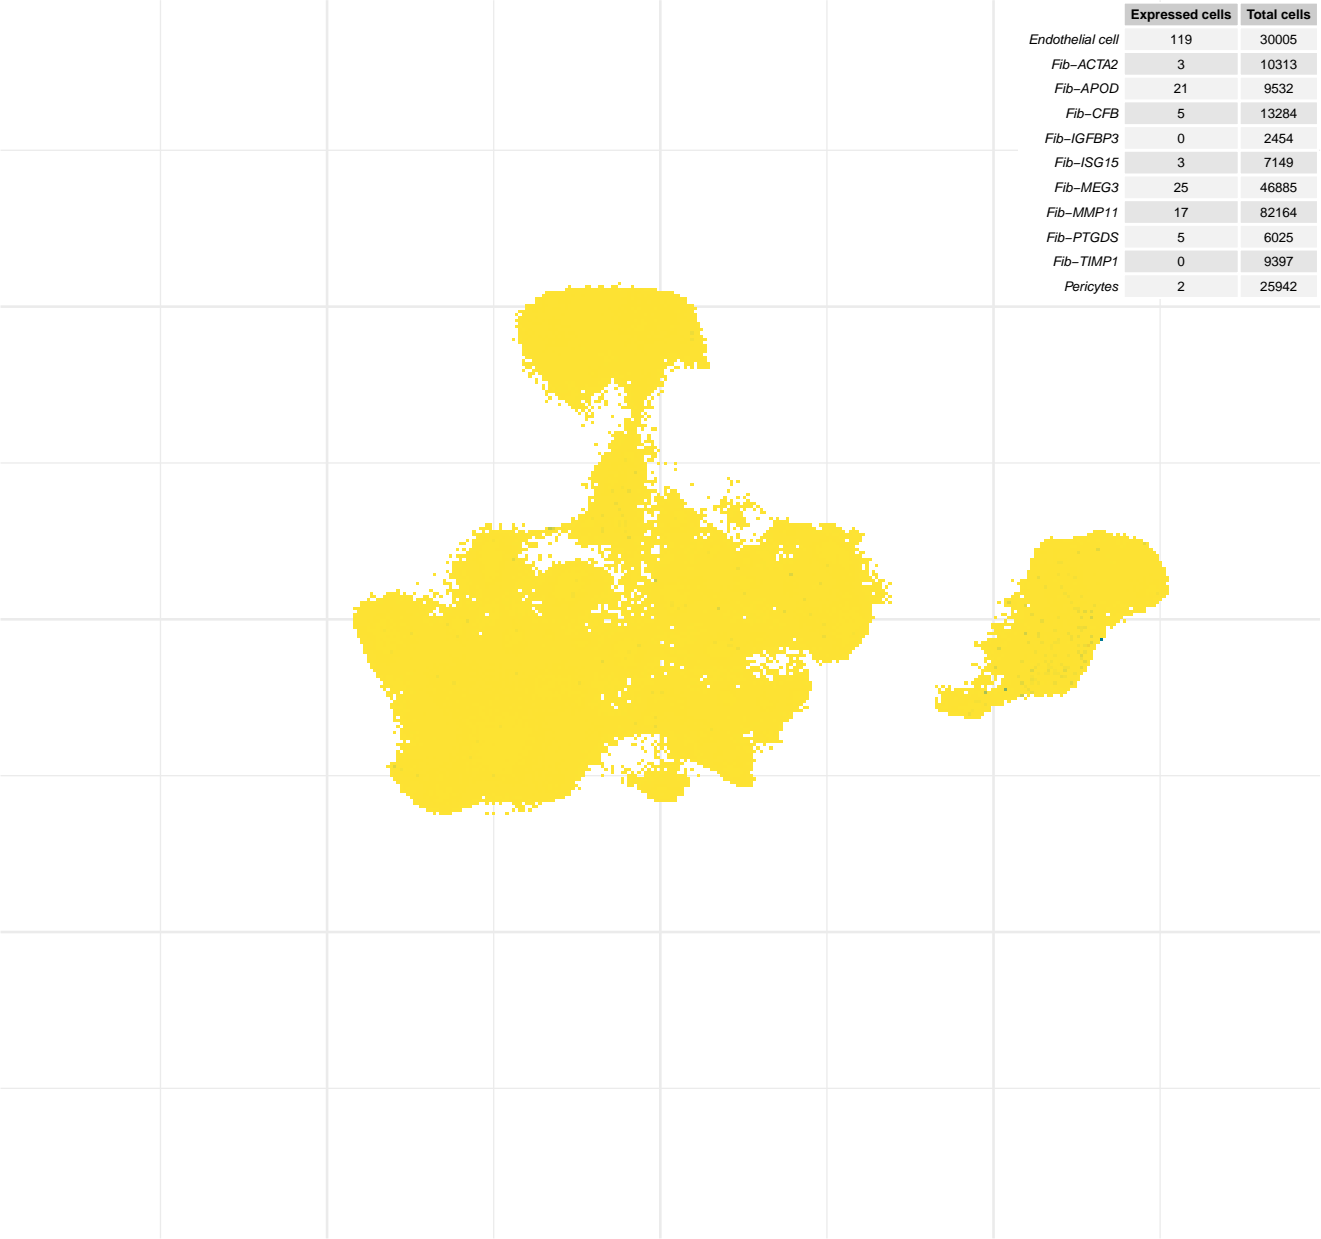 Expressed cells Total cells
Endothelial cell 119 30005
Fib−ACTA2 3 10313
Fib−APOD 21 9532
Fib−CFB 5 13284
Fib−IGFBP3 0 2454
Fib−ISG15 3 7149
Fib−MEG3 25 46885
Fib−MMP11 17 82164
Fib−PTGDS 5 6025
Fib−TIMP1 0 9397
Pericytes 2 25942